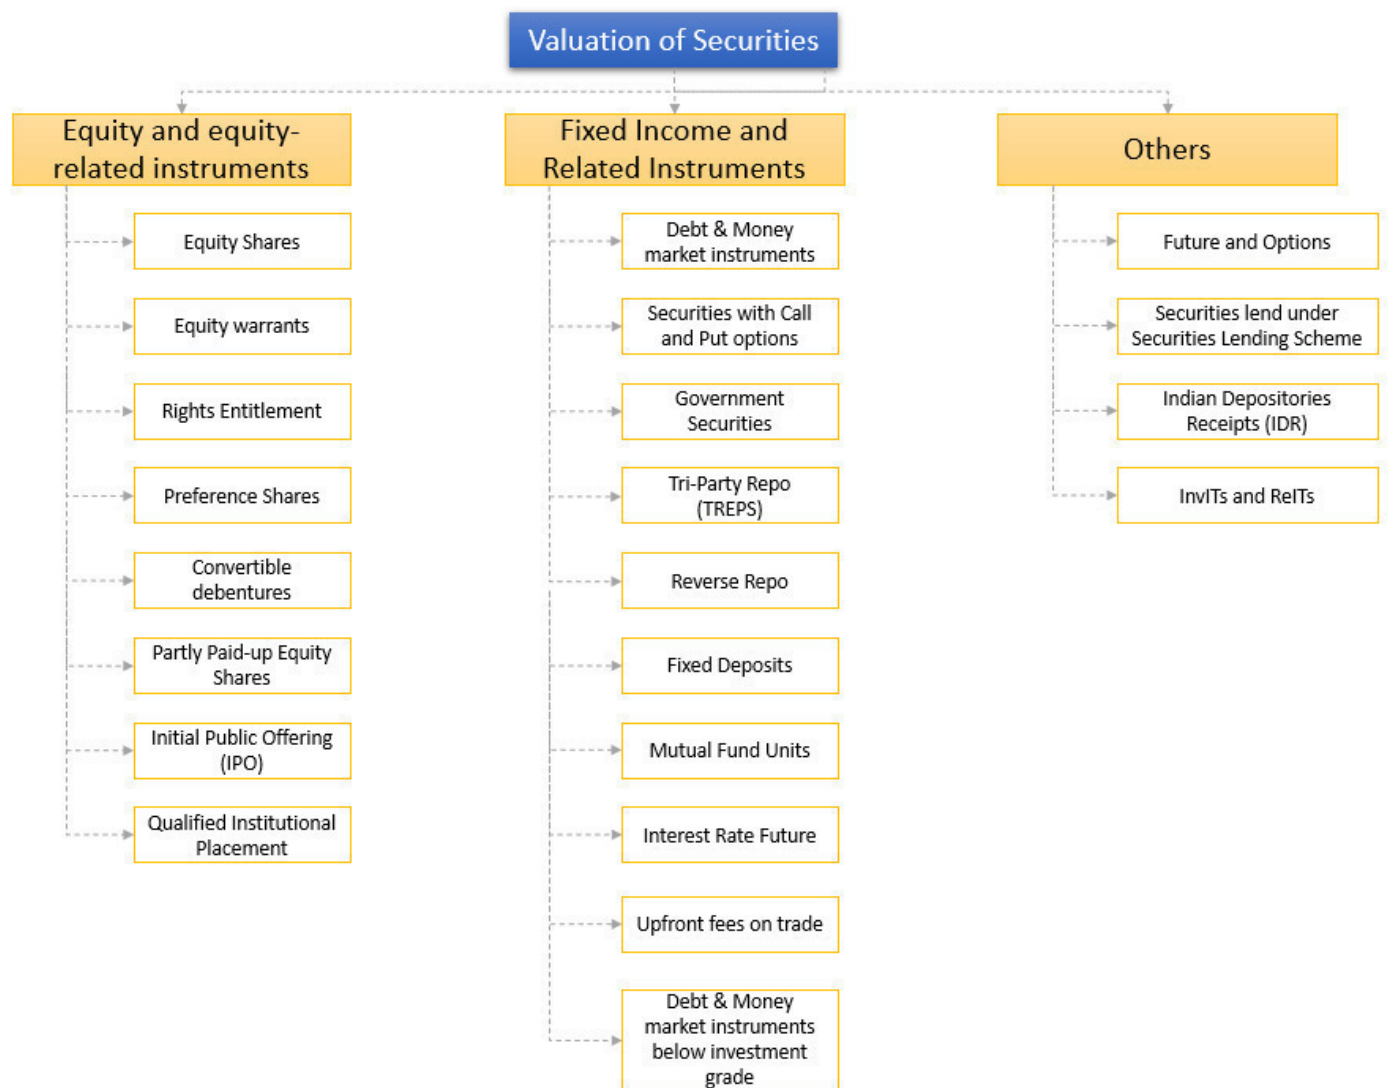 Valuation of Securities
Equity and equity-
related instruments
Equity Shares
Equity warrants
Rights Entitlement
Preference Shares
Convertible
debentures
Partly Paid-up Equity
Shares
Initial Public Offering
(IPO)
Qualified Institutional
Placement
Fixed Income and
Related Instruments
Debt & Money
market instruments
Securities with Call
and Put options
Government
Securities
Tri-Party Repo
(TREPS)
Reverse Repo
Fixed Deposits
Mutual Fund Units
Interest Rate Future
Upfront fees on trade
Debt & Money
market instruments
below investment
grade
Others
Future and Options
Securities lend under
Securities Lending Scheme
Indian Depositories
Receipts (IDR)
InvITs and ReITs